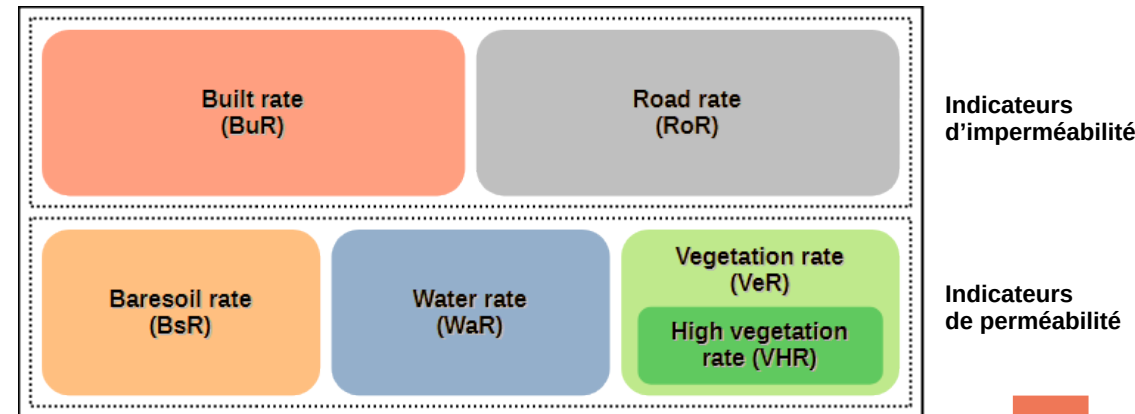 Built rate
(BuR)
Road rate
(RoR)
Indicateurs
d'imperméabilité
Baresoil rate
(BsR)
Water rate
(WaR)
Vegetation rate
(VeR)
High vegetation
rate (VHR)
Indicateurs
de perméabilité